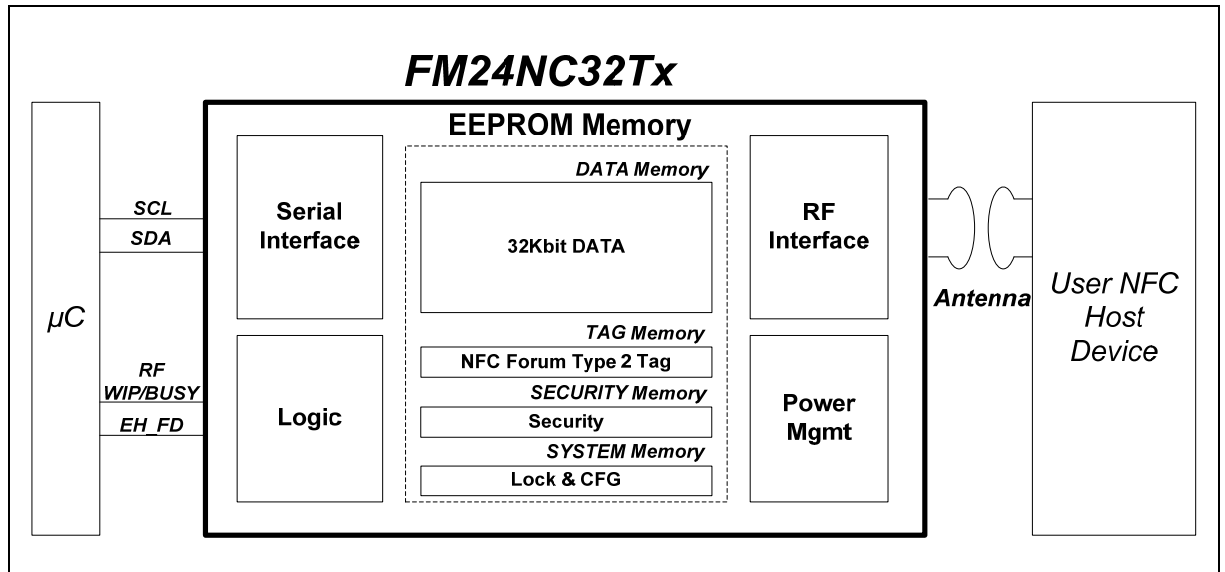 FM24NC32Tx
EEPROM Memory
DATA Memory
32Kbit DATA
TAG Memory
NFC Forum Type 2 Tag
SECURITY Memory
Security
SYSTEM Memory
Lock & CFG
Serial
Interface
Logic
RF
Interface
Power
Mgmt
µC
SCL
SDA
RF
WIP/BUSY
EH_FD
Antenna
User NFC
Host
Device